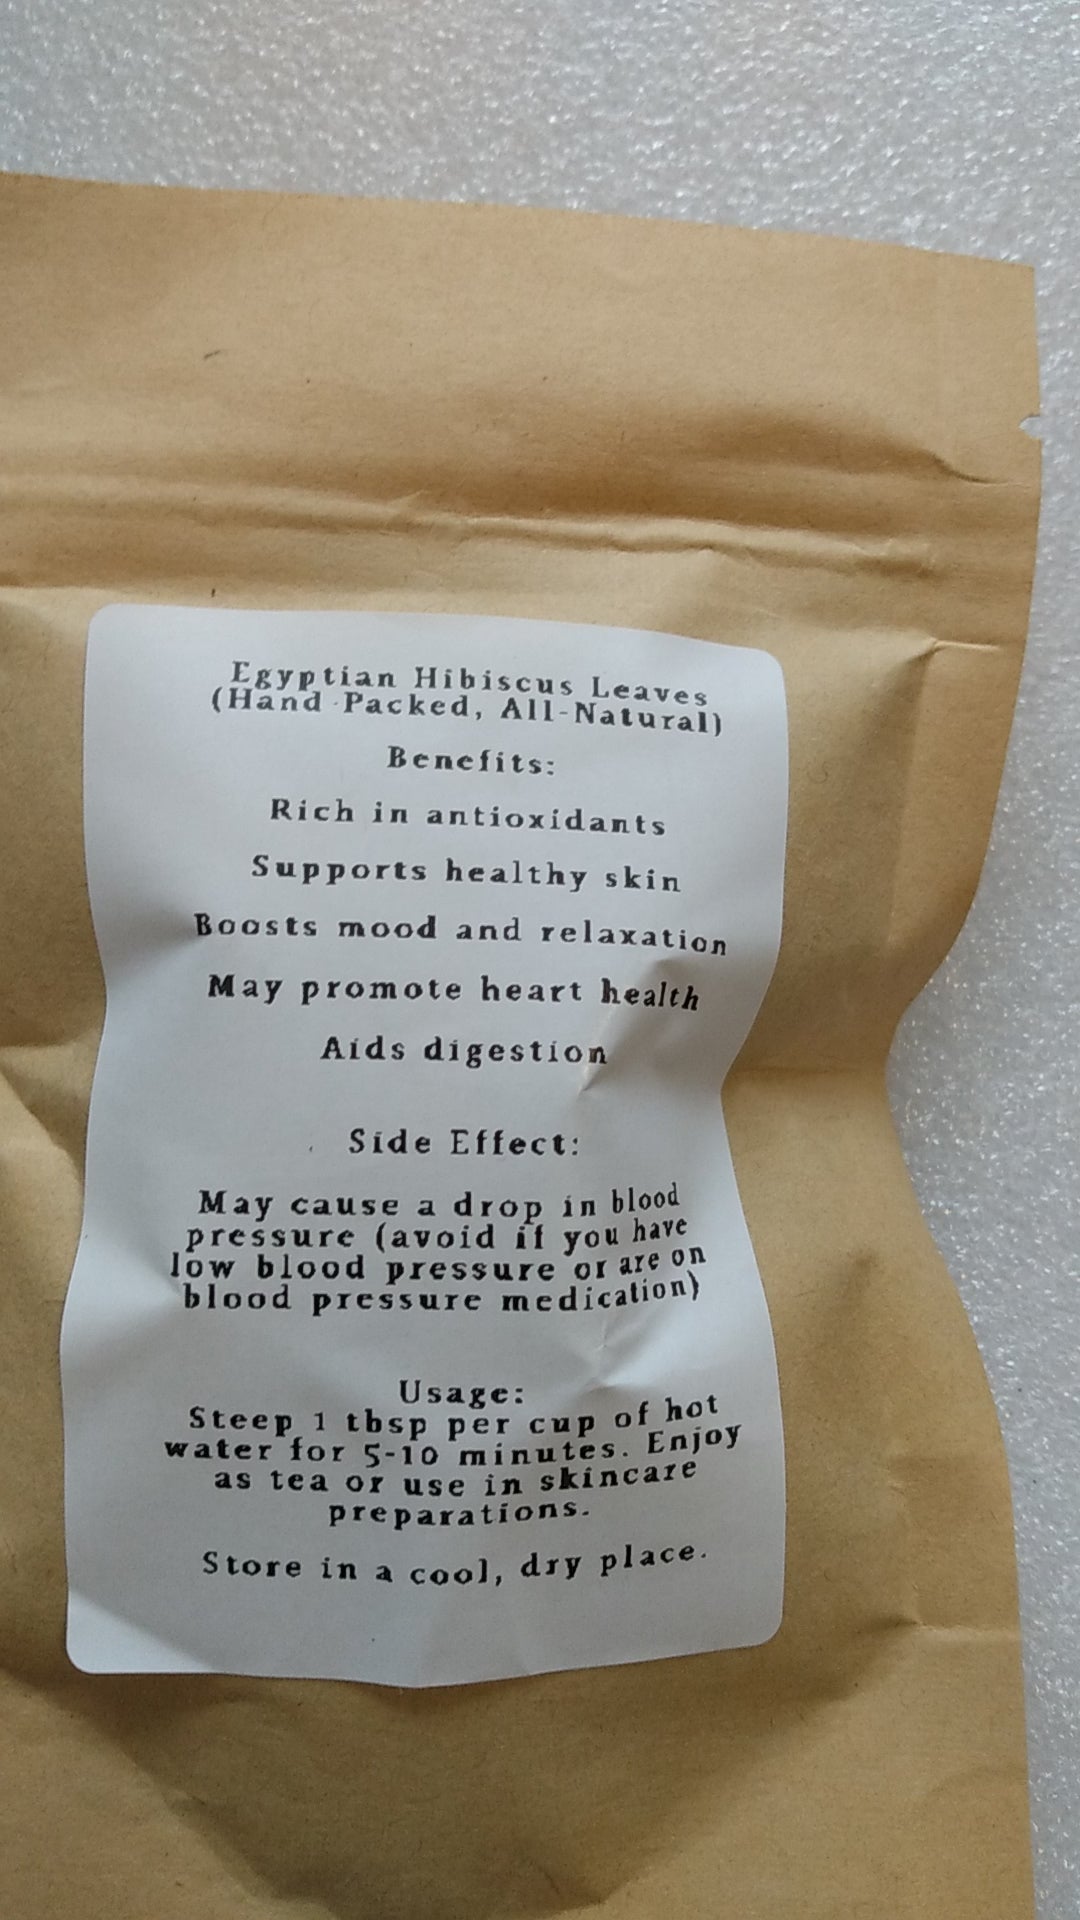 Egyptian Hibiscus Leaves
(Hand Packed, All-Natural)
Benefits:
Rich in antioxidants
Supports healthy skin
Boosts mood and relaxation
May promote heart health
Aids digestion
Side Effect:
May cause a drop in blood
pressure (avoid if you have
low blood pressure or are on
blood pressure medication)
Usage:
Steep 1 tbsp per cup of hot
water for 5-10 minutes. Enjoy
as tea or use in skincare
preparations.
Store in a cool, dry place.